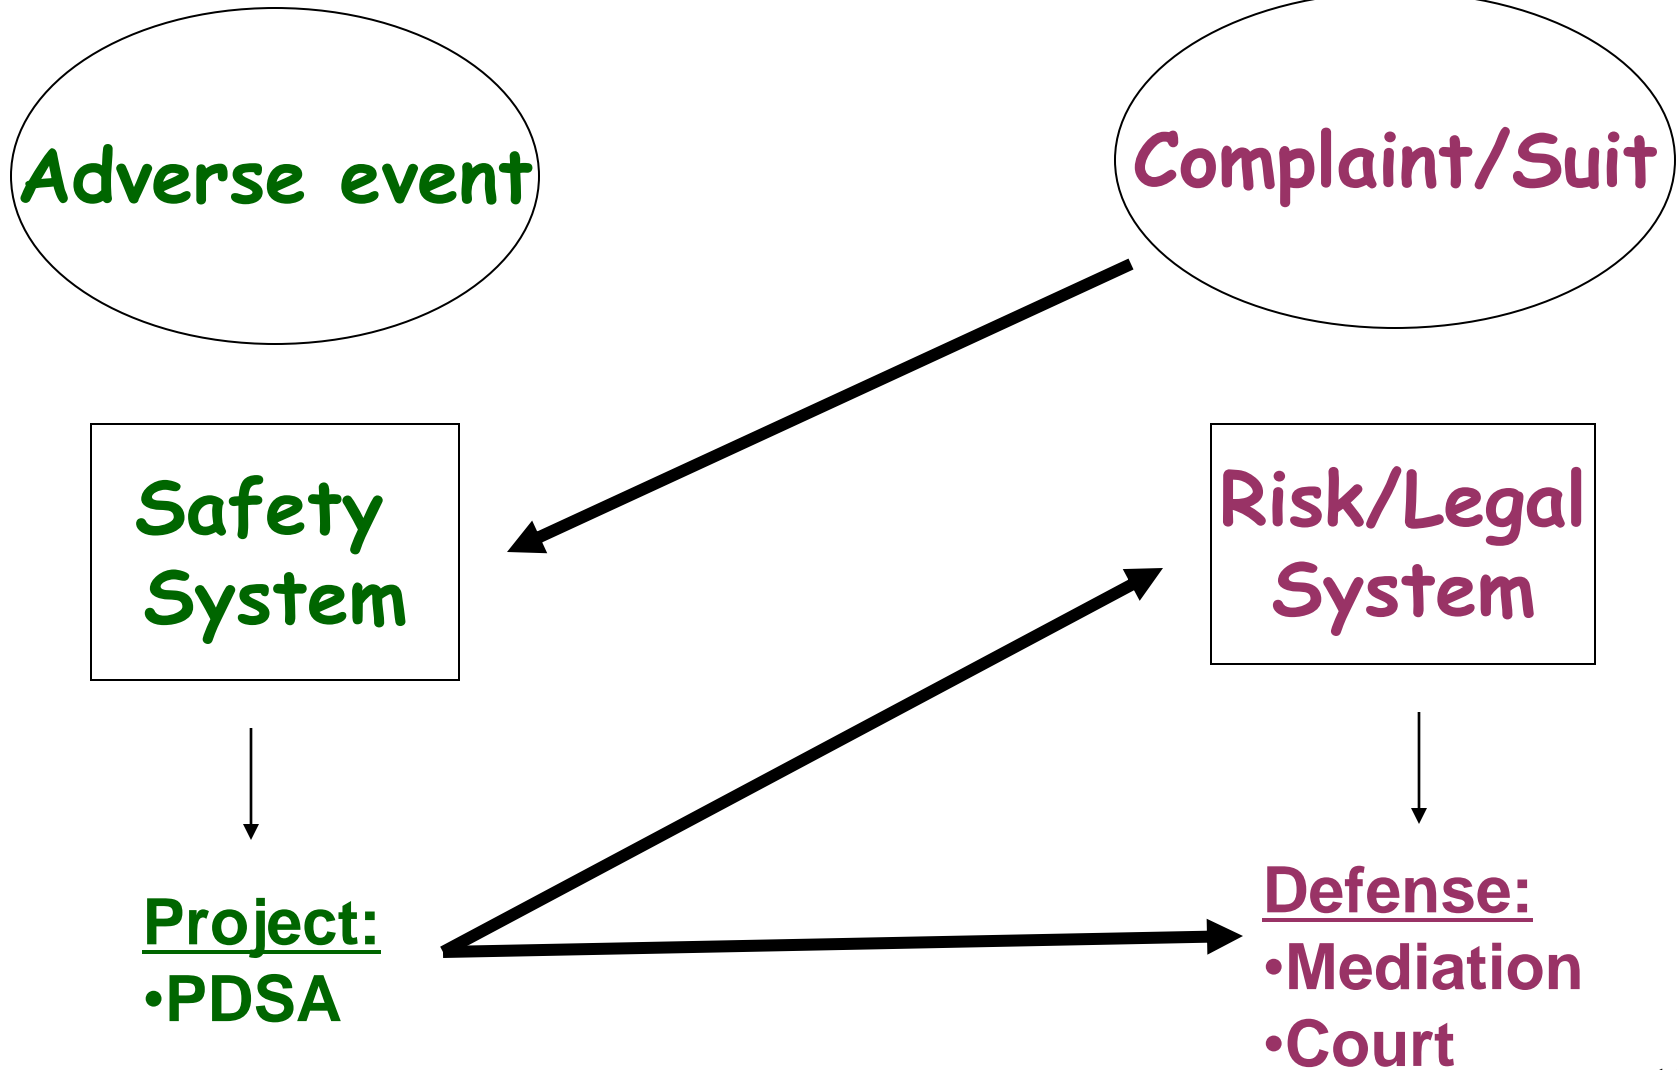 Adverse event
Complaint/Suit
Safety
System
Risk/Legal
System
Project:
•PDSA
Defense:
•Mediation
•Court